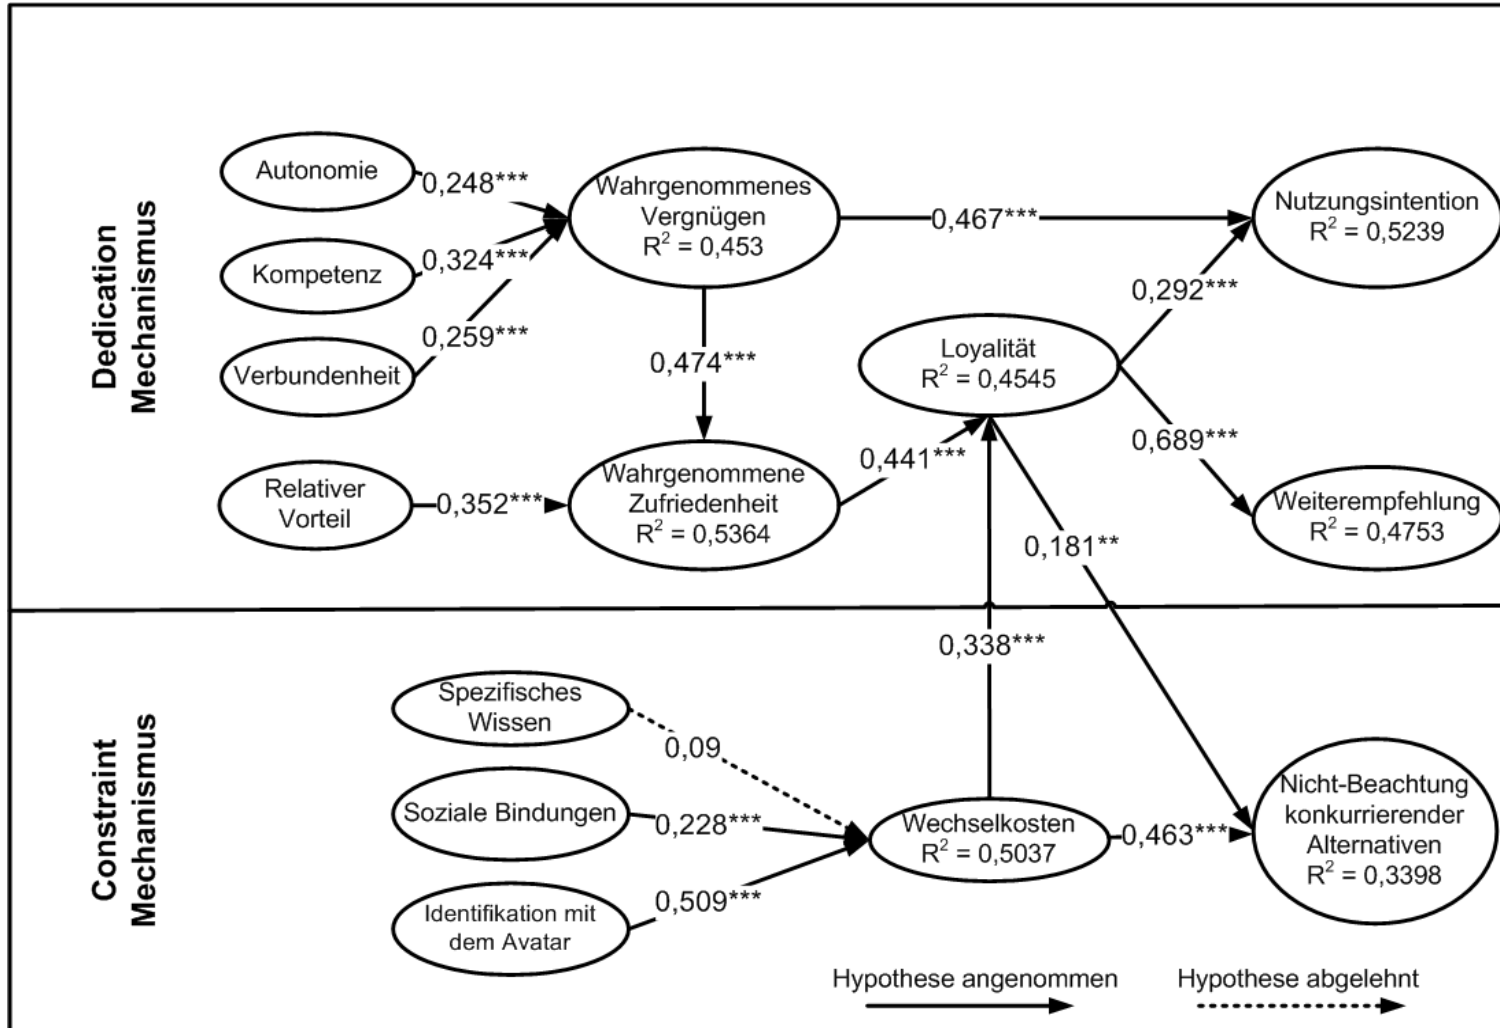 Dedication
Mechanismus
Autonomie
0,248***
Kompetenz
0,324***
Verbundenheit
0,259***
Relativer
Vorteil
0,352***
Wahrgenommenes
Vergnügen
R² = 0,453
0,474***
Wahrgenommene
Zufriedenheit
R² = 0,5364
0,467***
0,441***
Loyalität
R² = 0,4545
0,292***
0,689***
0,181**
Nutzungsintention
R² = 0,5239
Weiterempfehlung
R² = 0,4753
Constraint
Mechanismus
Spezifisches
Wissen
0,09
Soziale Bindungen
0,228***
Identifikation mit
dem Avatar
0,509***
0,338***
Wechselkosten
R² = 0,5037
0,463***
Nicht-Beachtung
konkurrierender
Alternativen
R² = 0,3398
Hypothese angenommen
Hypothese abgelehnt